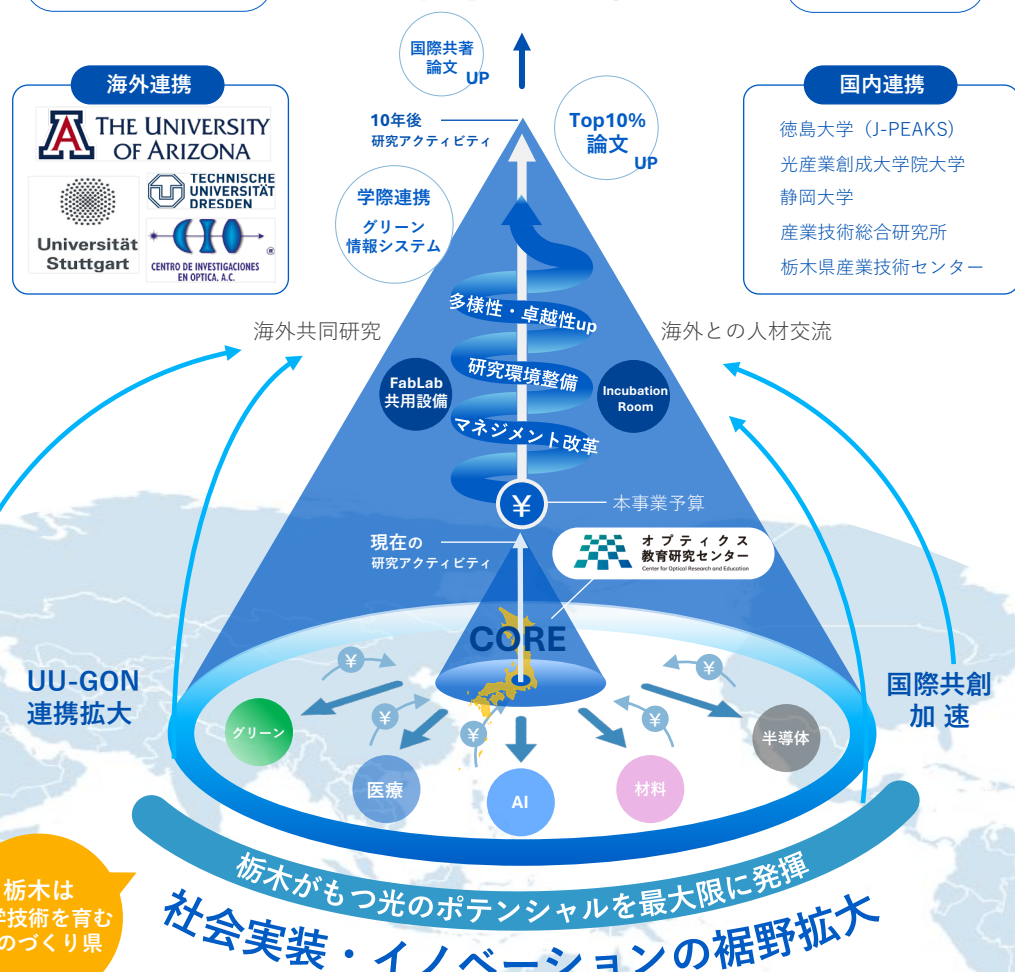 国際共著
論文
UP
海外連携
国内連携
THE UNIVERSITY
OF ARIZONA
TECHNISCHE
UNIVERSITÄT
DRESDEN
Universität
Stuttgart
CIO
®
CENTRO DE INVESTIGACIONES
EN OPTICA, A.C.
10年後
研究アクティビティ
Top10%
論文
UP
学際連携
グリーン
情報システム
徳島大学（J-PEAKS）
光産業創成大学院大学
静岡大学
産業技術総合研究所
栃木県産業技術センター
海外共同研究
海外との人材交流
多様性・卓越性up
研究環境整備
マネジメント改革
FabLab
共用設備
Incubation
Room
¥
本事業予算
現在の
研究アクティビティ
オプティクス
教育研究センター
Center for Optical Research and Education
CORE
UU-GON
連携拡大
国際共創
加速
¥
¥
¥
¥
¥
グリーン
医療
AI
材料
半導体
栃木がもつ光のポテンシャルを最大限に発揮
社会実装・イノベーションの裾野拡大
栃木は
学技術を育む
のづくり県